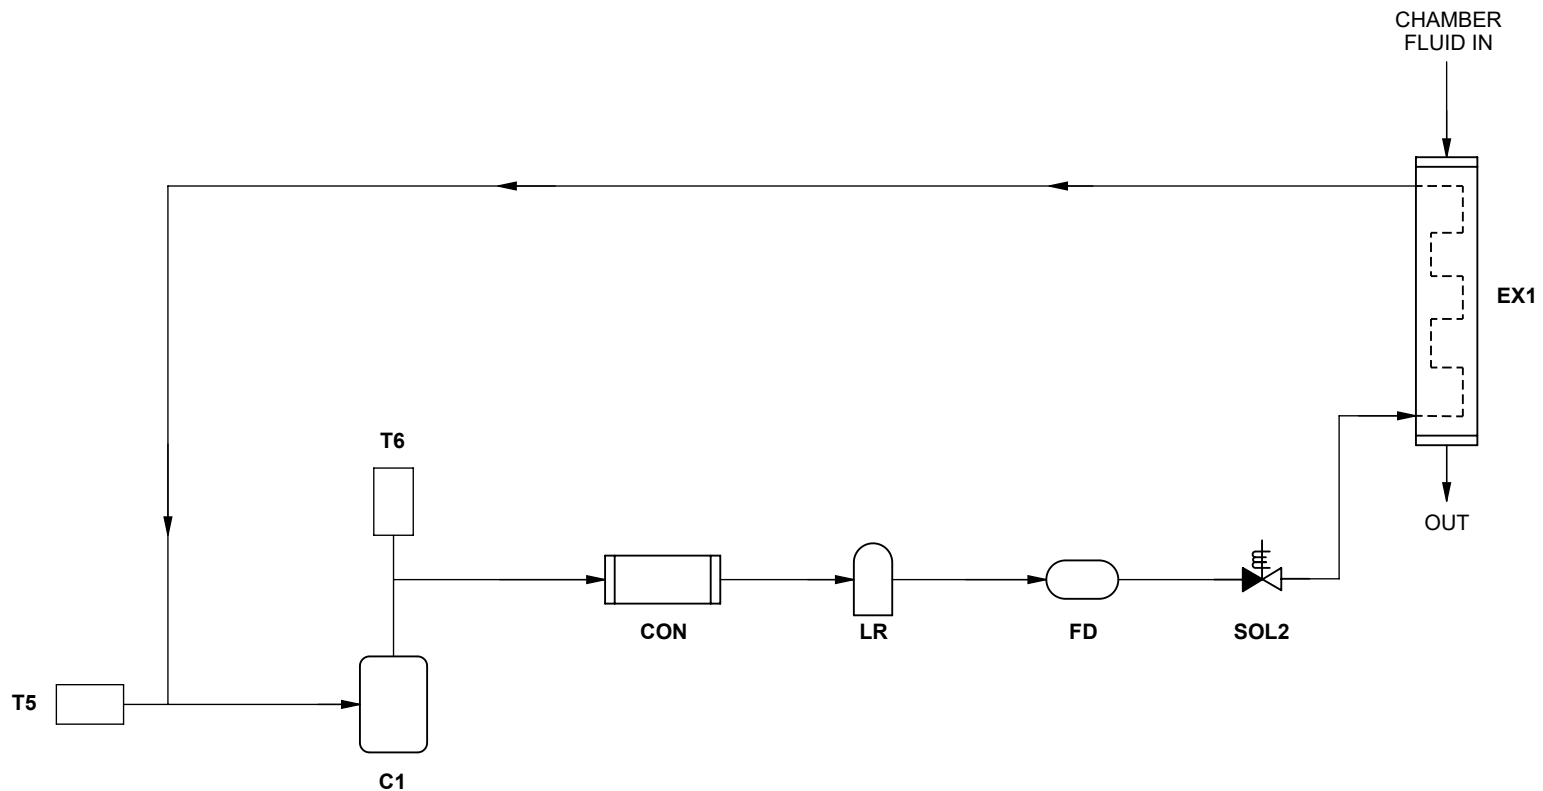 CHAMBER
FLUID IN
EX1
T6
OUT
CON
LR
FD
SOL2
T5
C1